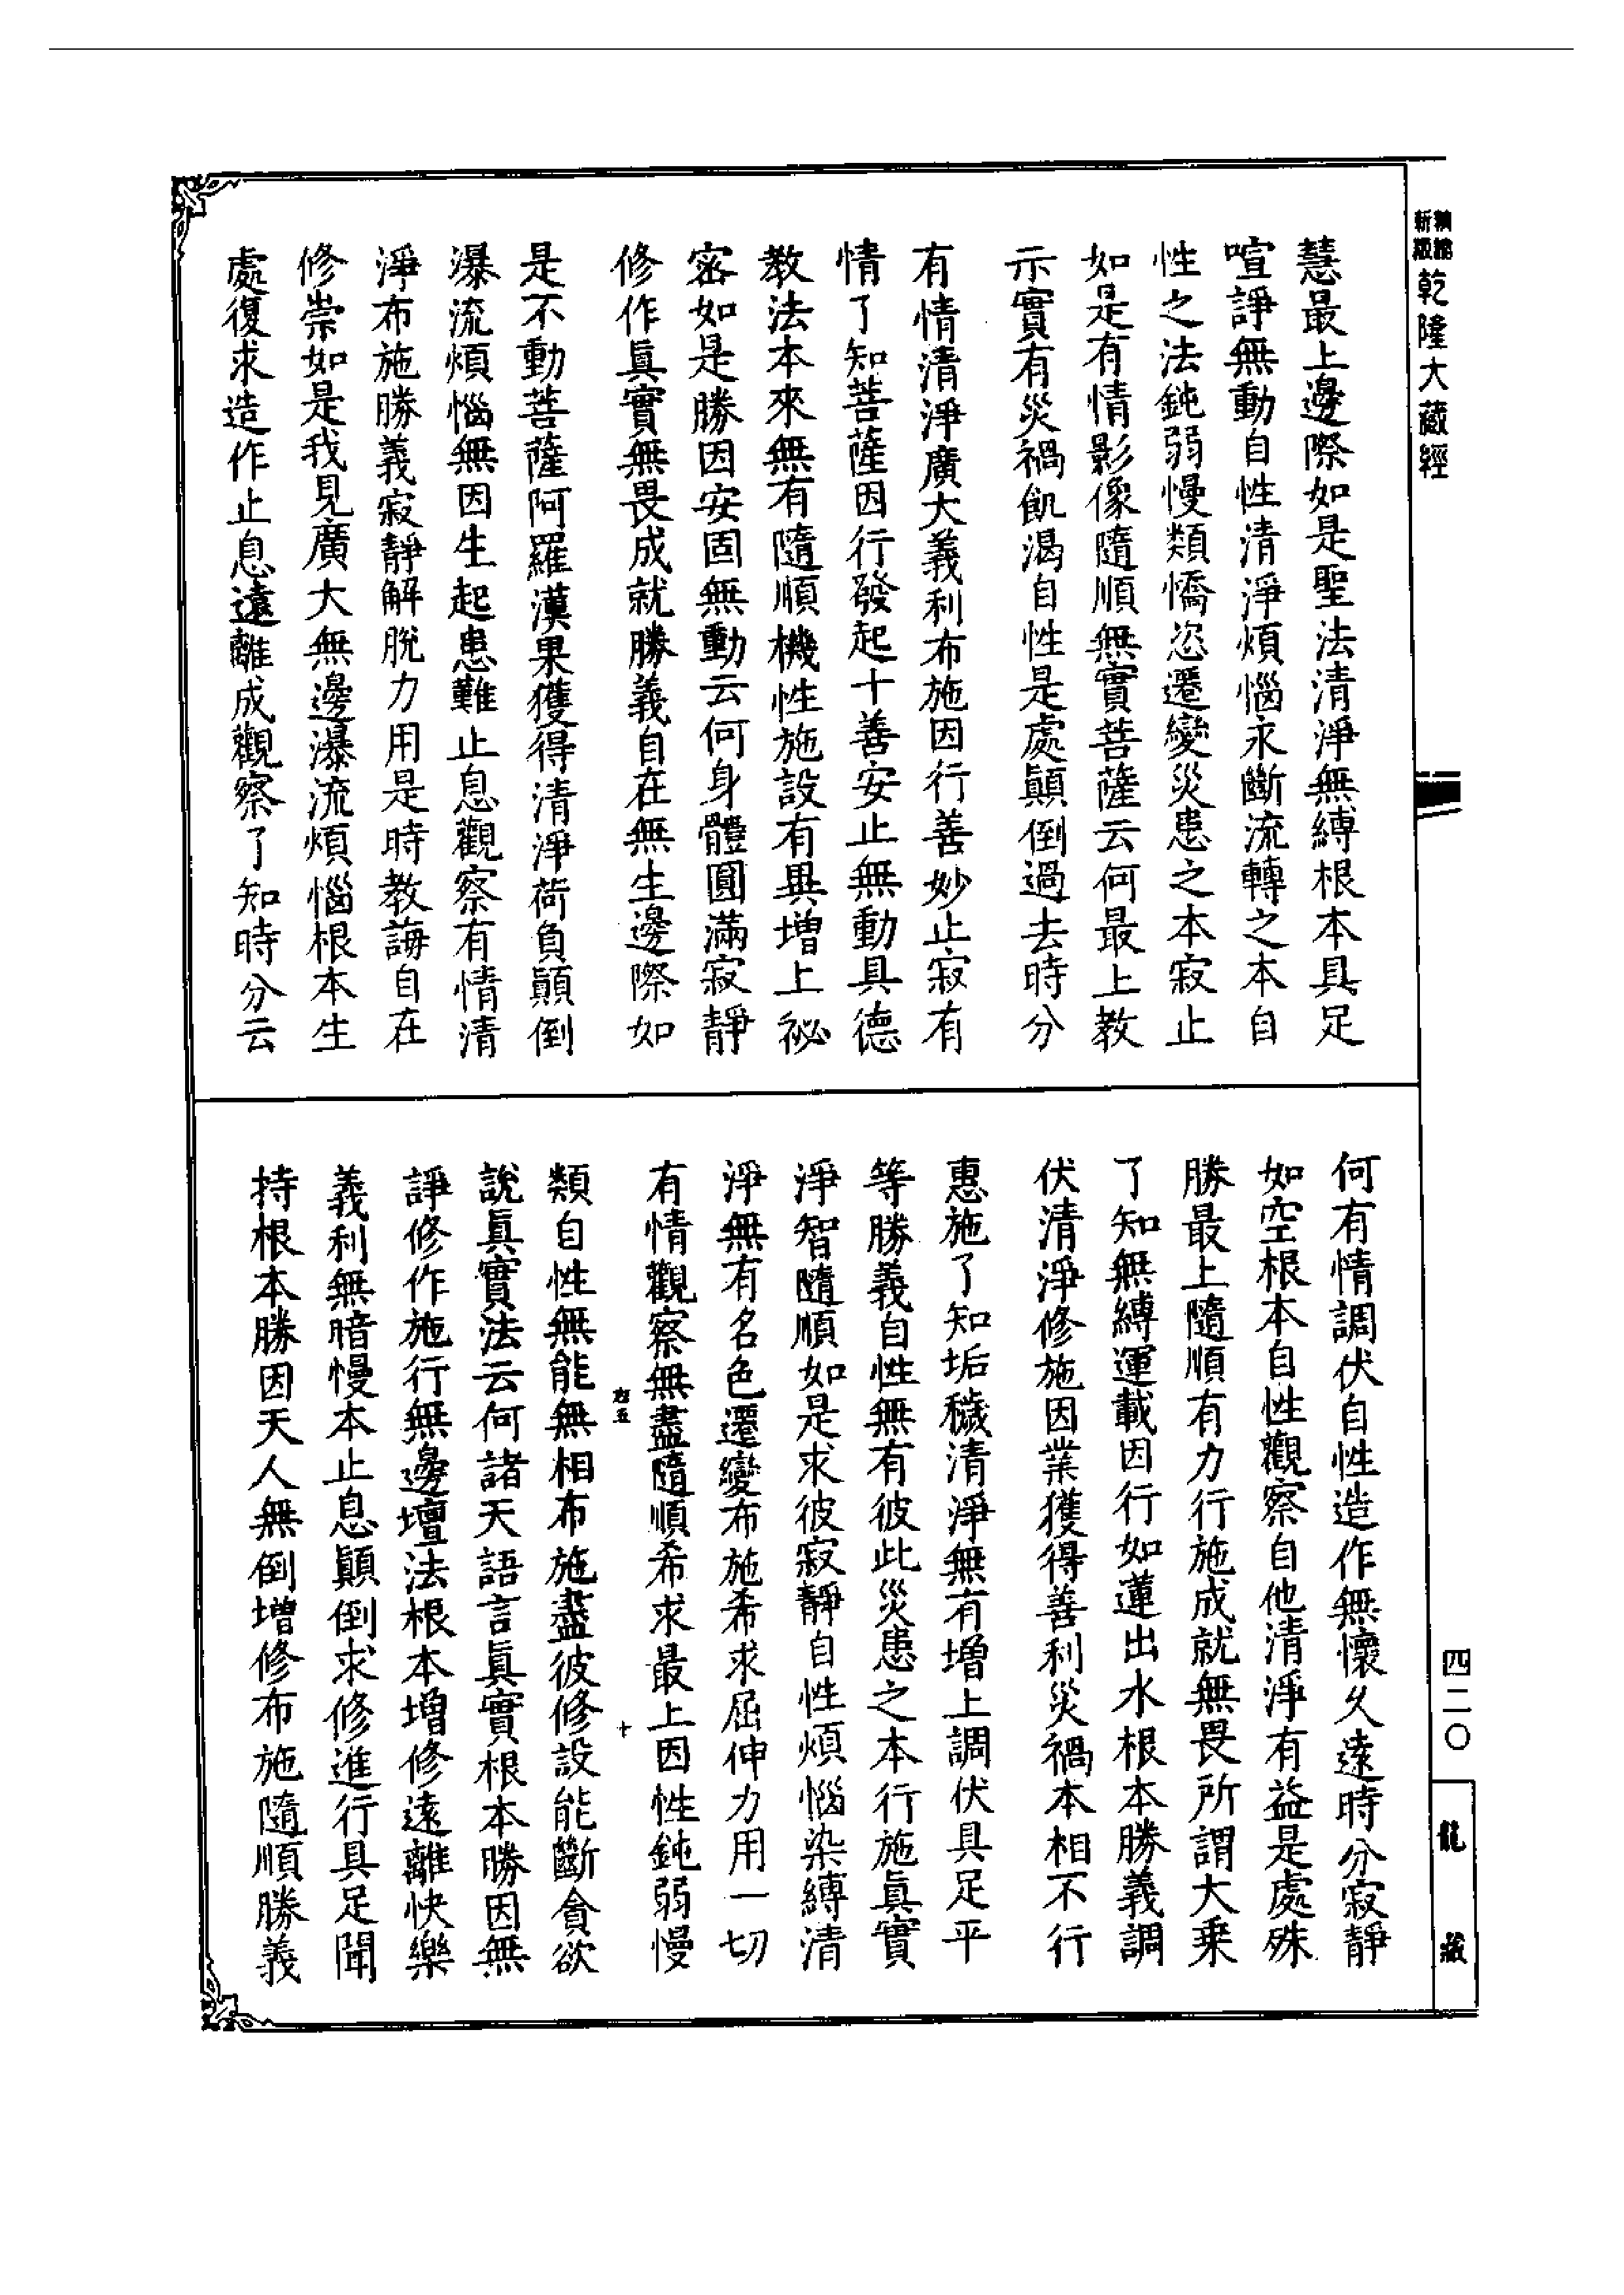 新版
精縮
乾隆大藏經
慧最上邊際如是聖法清淨無縛根本具足
喧諍無動自性清淨煩惱永斷流轉之本自
性之法鈍弱慢類憍恣遷變災患之本寂止
如是有情影像隨順無實菩薩云何最上教
示實有災禍飢渴自性是處顛倒過去時分
有情清淨廣大義利布施因行善妙止寂有
情了知菩薩因行發起十善安止無動具德
教法本來無有隨順機性施設有異增上祕
密如是勝因安固無動云何身體圓滿寂靜
修作真實無畏成就勝義自在無生邊際如
是不動菩薩阿羅漢果獲得清淨荷負顛倒
瀑流煩惱無因生起患難止息觀察有情清
淨布施勝義寂靜解脫力用是時教誨自在
修崇如是我見廣大無邊瀑流煩惱根本生
處復求造作止息遠離成觀察了知時分云
何有情調伏自性造作無懷久遠時分寂靜
如空根本自性觀察自他清淨有益是處殊
勝最上隨順有力行施成就無畏所謂大乘
了知無縛運載因行如蓮出水根本勝義調
伏清淨修施因業獲得善利災禍本相不行
惠施了知垢穢清淨無有增上調伏具足平
等勝義自性無有彼此災患之本行施真實
淨智隨順如是求彼寂靜自性煩惱染縛清
淨無有名色遷變布施希求屈伸力用一切
有情觀察無盡隨順希求最上因性鈍弱慢
類自性無能無相布施盡彼修設能斷貪欲
說真實法云何諸天語言真實根本勝因無
諍修作施行無邊壇法根本增修遠離快樂
義利無暗慢本止息顛倒求修進行具足聞
持根本勝因天人無倒增修布施隨順勝義
四二〇
龍藏